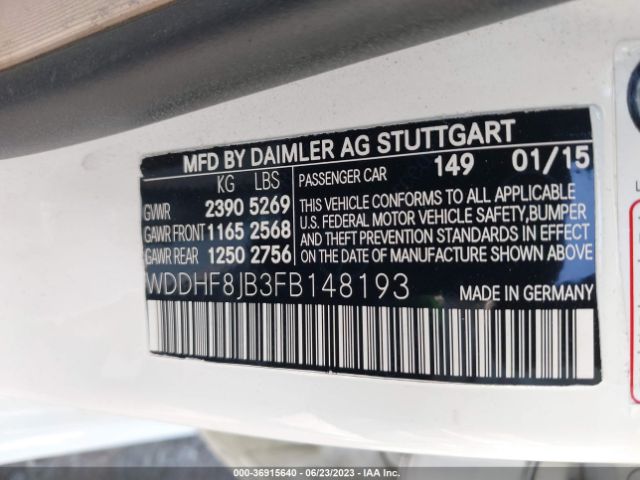 MFD BY DAIMLER AG STUTTGART
KG LBS PASSENGER CAR 149 01/15
GVWR 2390 5269
GAWR FRONT 1165 2568
GAWR REAR 1250 2756
THIS VEHICLE CONFORMS TO ALL APPLICABLE
U.S. FEDERAL MOTOR VEHICLE SAFETY,BUMPER
AND THEFT PREVENTION STANDARDS IN EFFECT
ON THE DATE OF MANUFACTURE SHOWN ABOVE.
WDDHF8JB3FB148193 MADE IN GERMANY
000-36915640 - 06/23/2023 - IAA Inc.